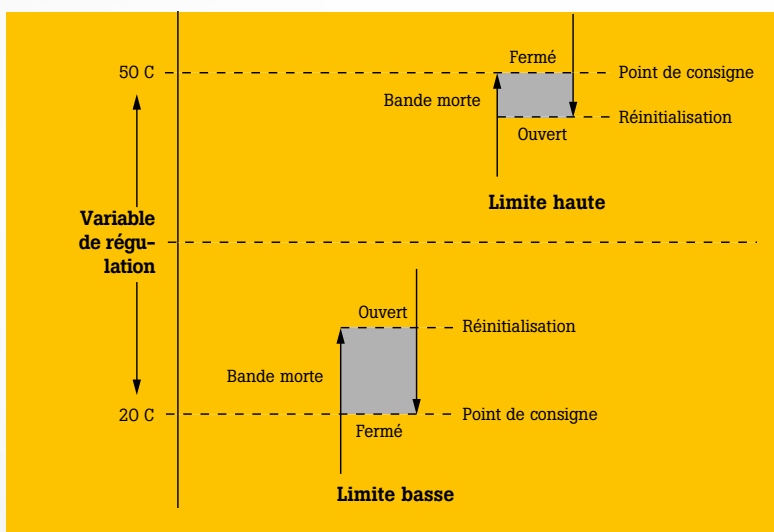 Fermé
50 C
Point de consigne
Bande morte
Réinitialisation
Ouvert
Limite haute
Variable
de régu-
lation
Ouvert
Réinitialisation
Bande morte
20 C
Point de consigne
Fermé
Limite basse